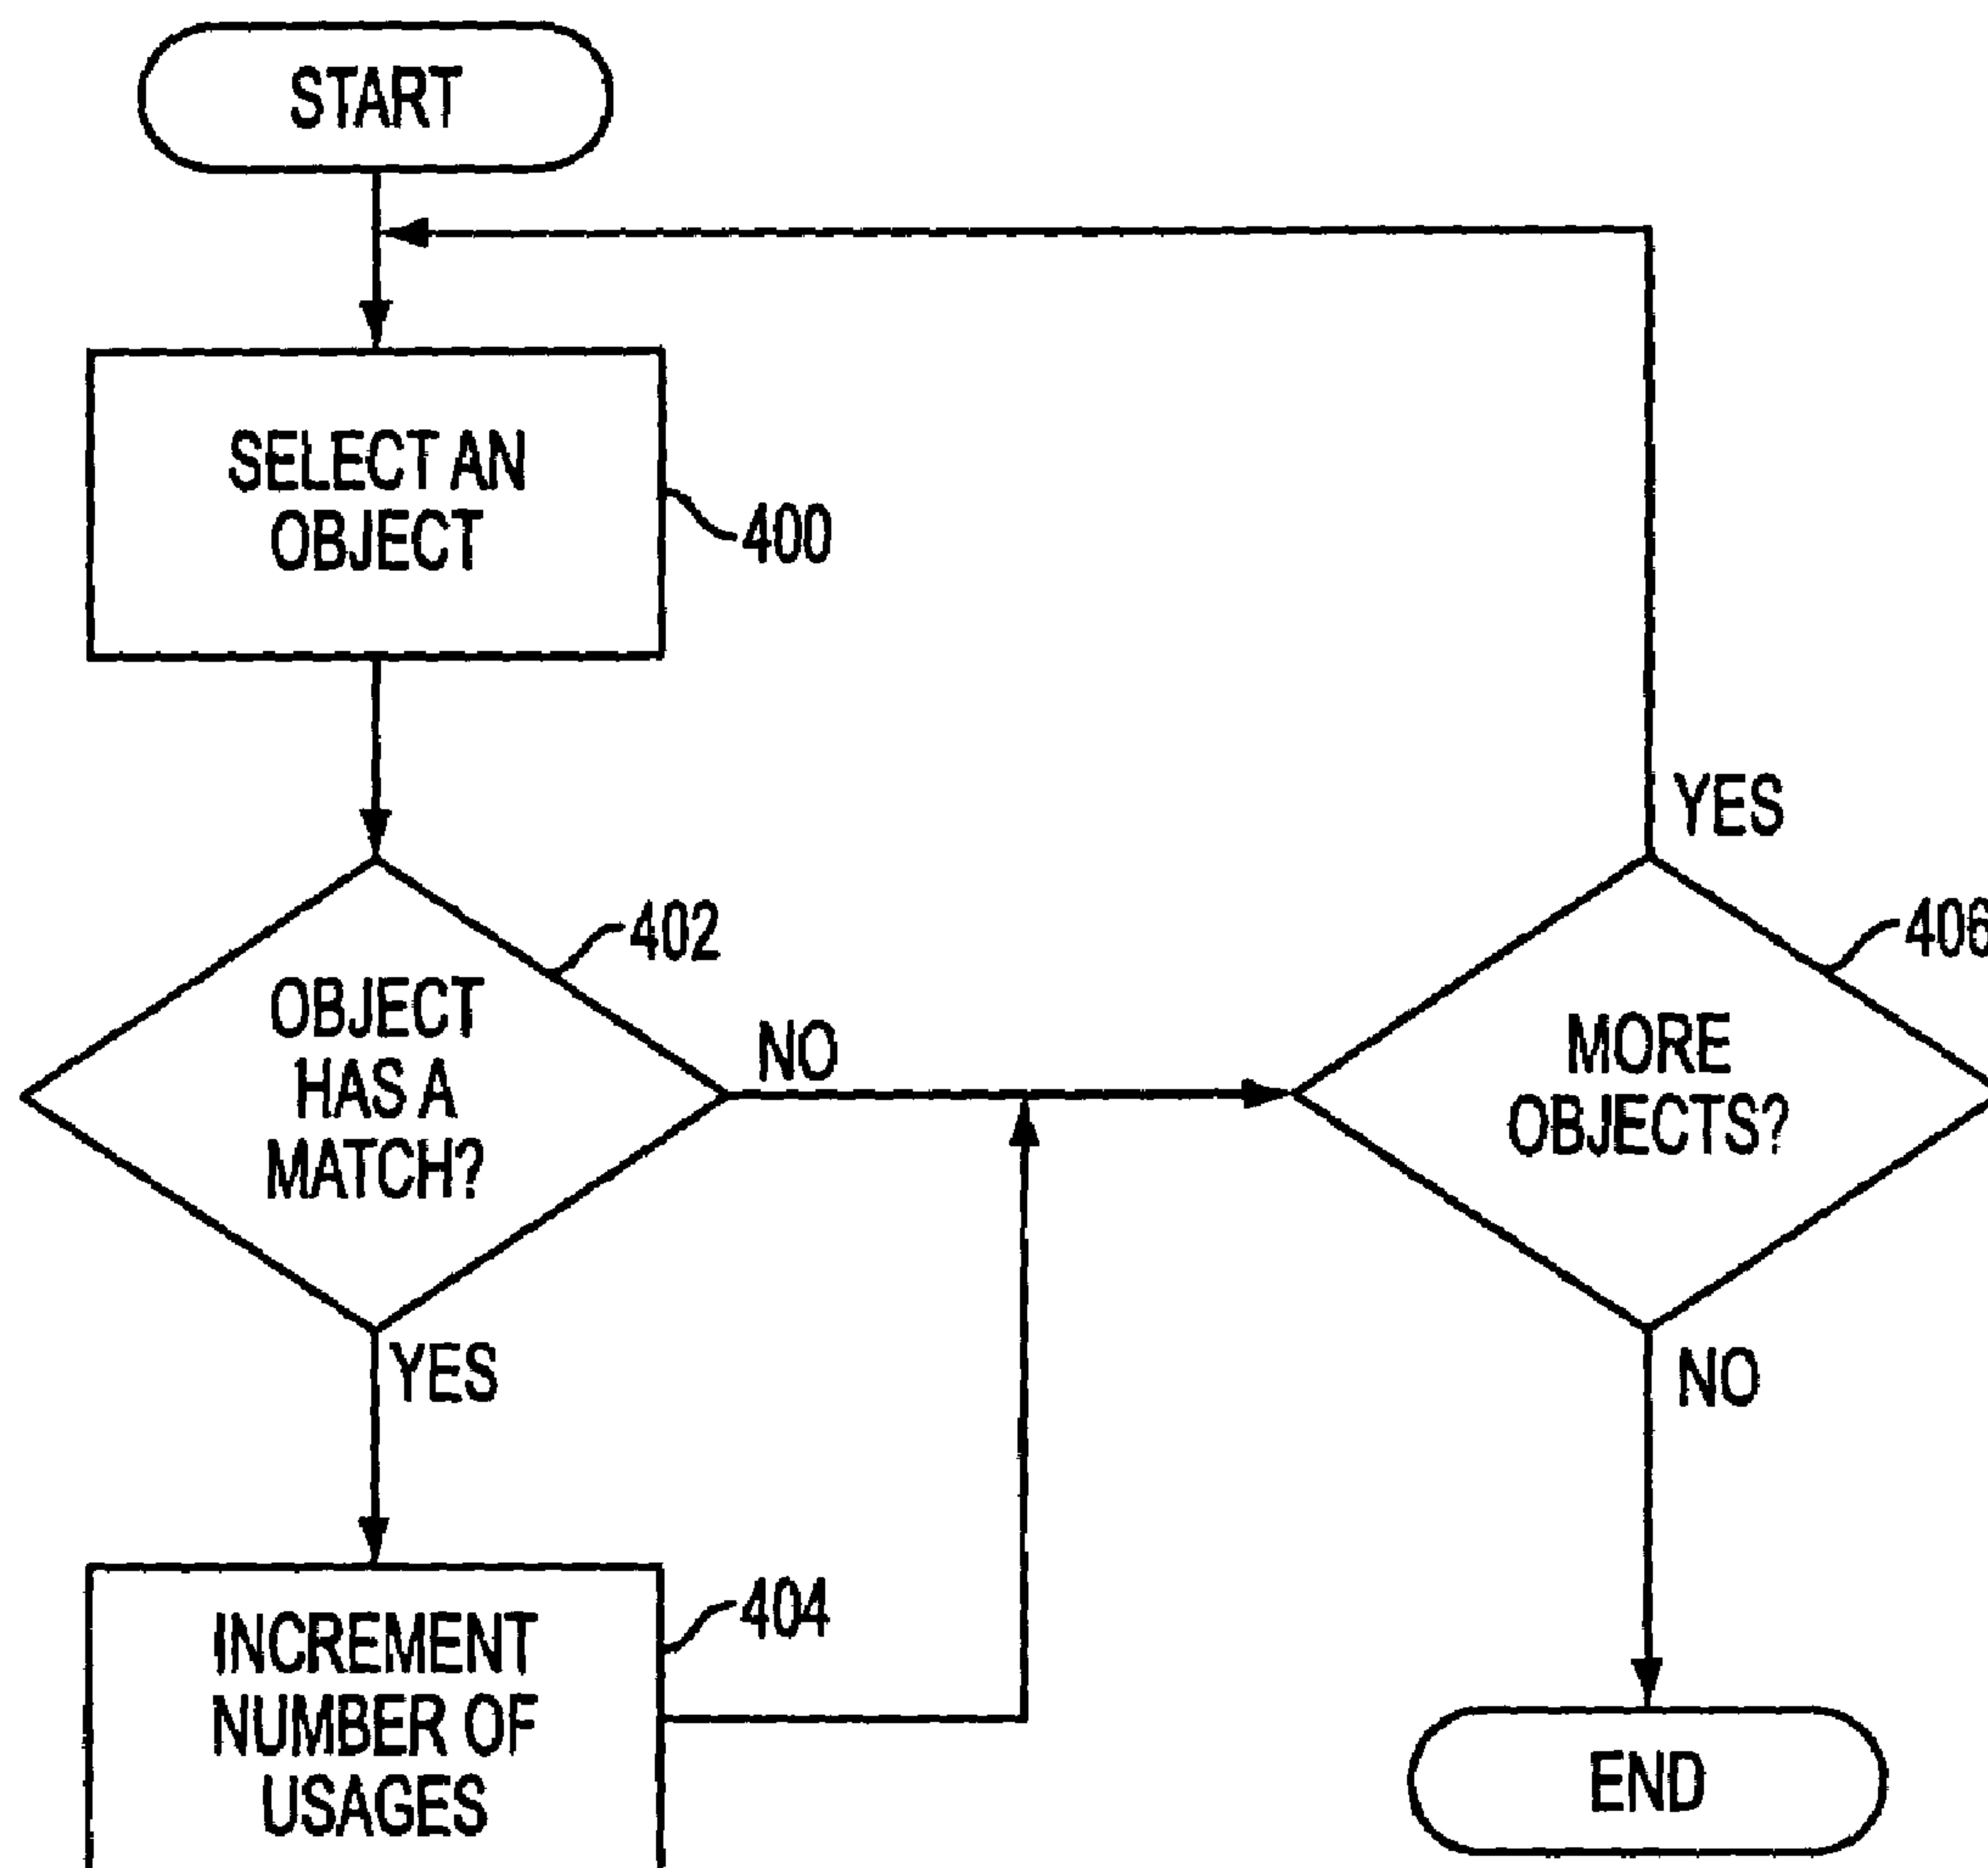 START
SELECT AN
OBJECT
400
OBJECT
HAS A
MATCH?
402
NO
YES
INCREMENT
NUMBER OF
USAGES
404
YES
406
MORE
OBJECTS?
NO
END